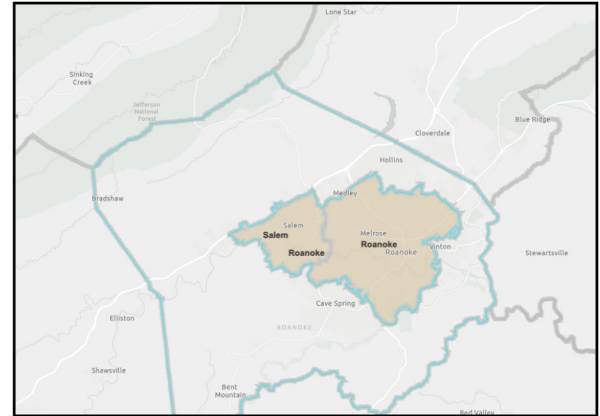 Lone Star
Sinking
Creek
Jefferson
National
Forest
Blue Ridge
Cloverdale
Hollins
Medley
Bradshaw
Salem
Salem
Melrose
Roanoke
Roanoke
Roanoke
Vinton
Stewartsville
Cave Spring
Elliston
ROANOKE
Shawsville
Bent
Mountain
Red Valley